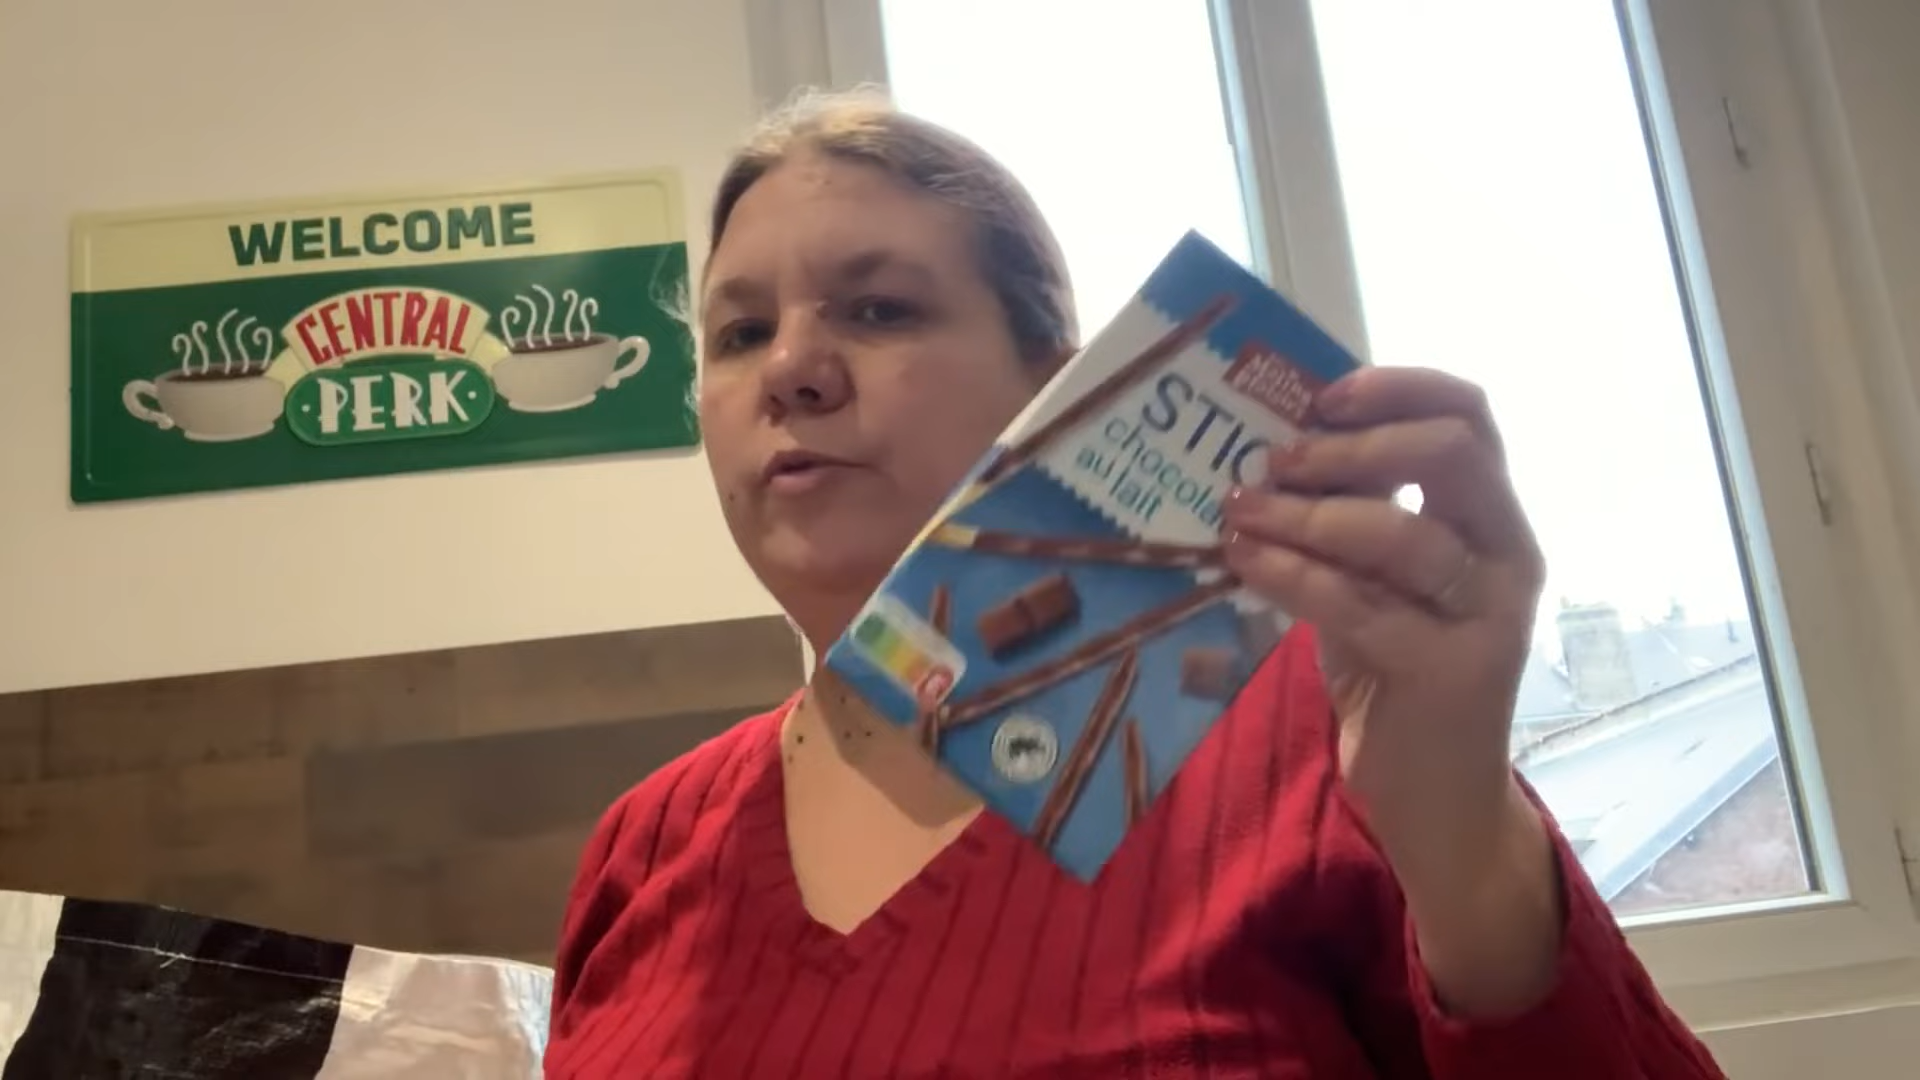 WELCOME
CENTRAL
·PERK·
STIC
chocola
au lait